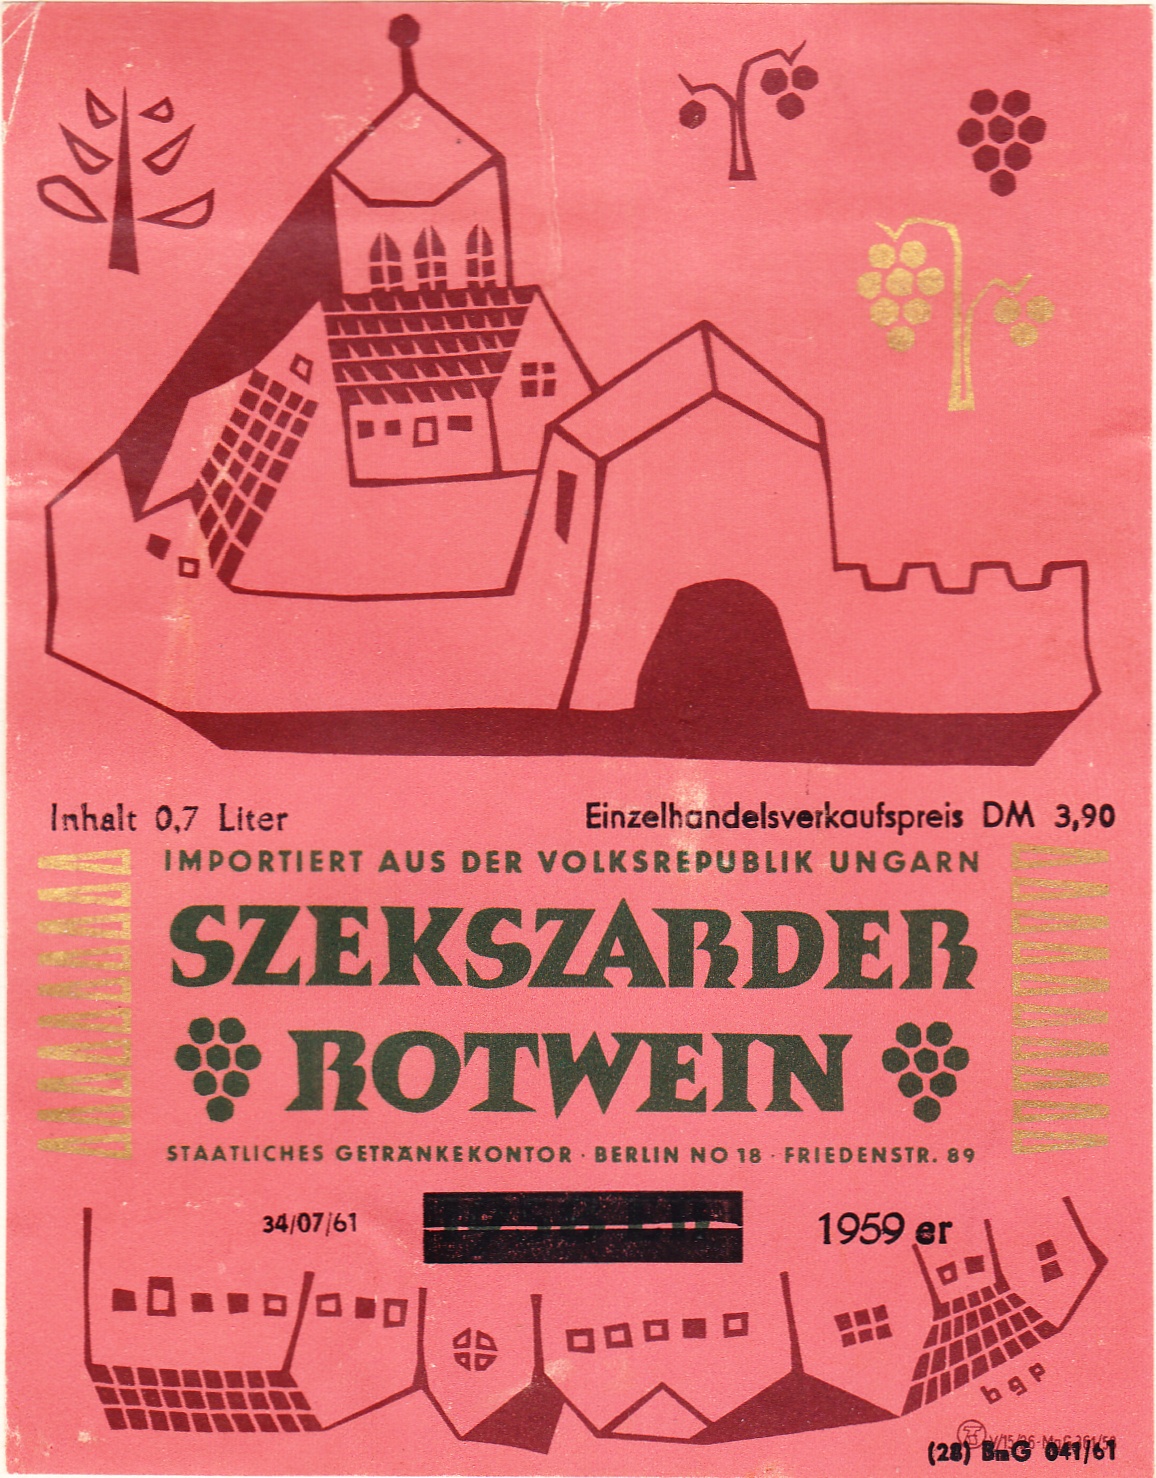 Inhalt 0,7 Liter
Einzelhandelsverkaufspreis DM 3,90
IMPORTIERT AUS DER VOLKSREPUBLIK UNGARN
SZEKSZARDER
ROTWEIN
STAATLICHES GETRÄNKEKONTOR · BERLIN NO 18 · FRIEDENSTR. 89
34/07/61
1959 er
bgp
(28) BmG 041/61